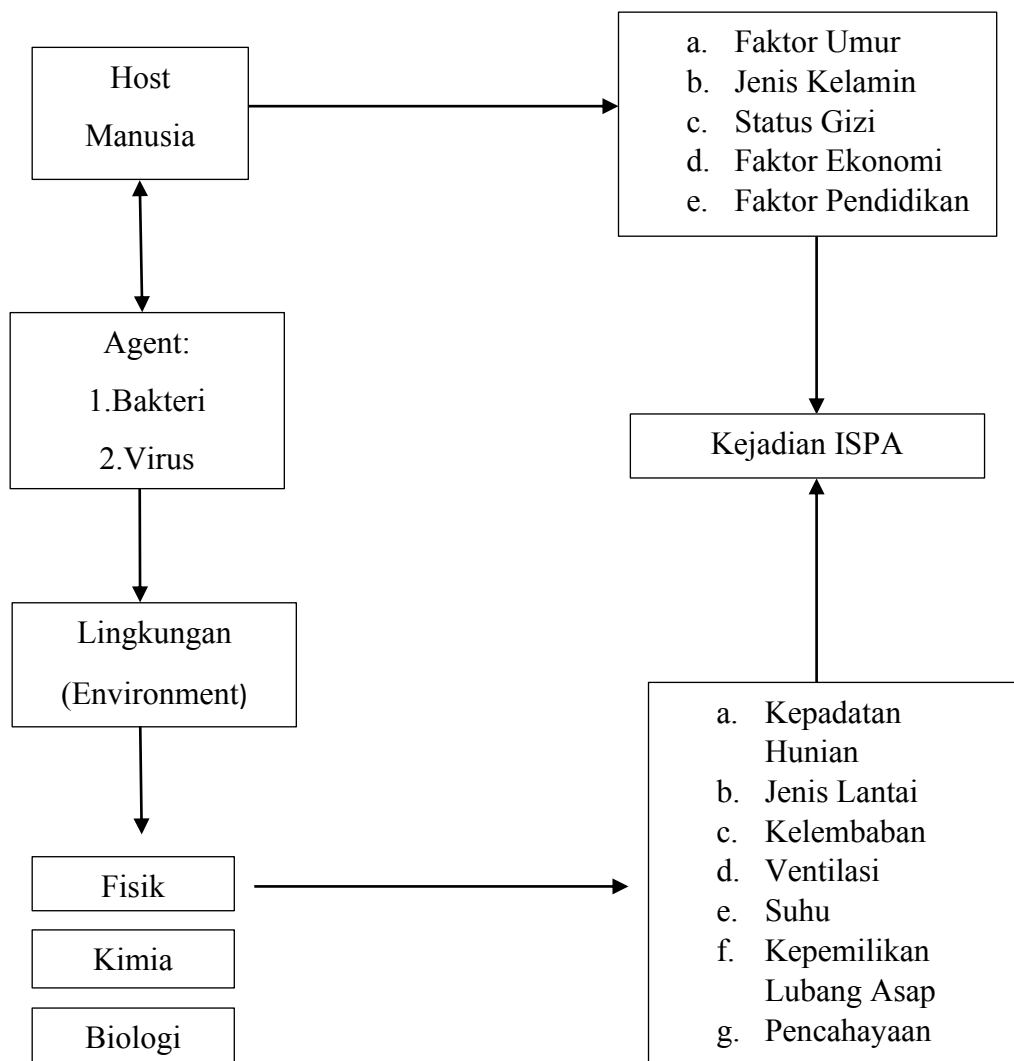 Host
Manusia
a. Faktor Umur
b. Jenis Kelamin
c. Status Gizi
d. Faktor Ekonomi
e. Faktor Pendidikan
Agent:
1.Bakteri
2.Virus
Kejadian ISPA
Lingkungan
(Environment)
a. Kepadatan
Hunian
b. Jenis Lantai
c. Kelembaban
d. Ventilasi
e. Suhu
f. Kepemilikan
Lubang Asap
g. Pencahayaan
Fisik
Kimia
Biologi